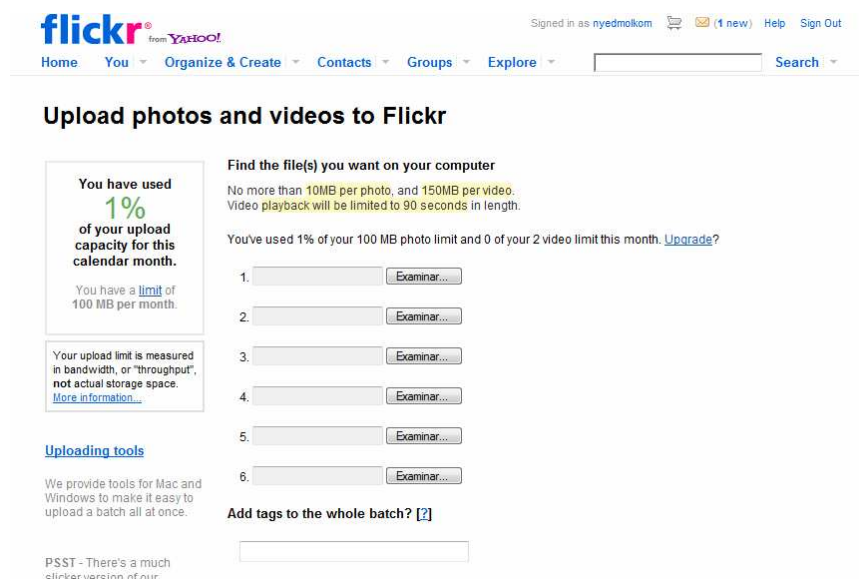 flickr® from YAHOO!
Signed in as nyedmolkom (1 new) Help Sign Out
Home You Organize & Create Contacts Groups Explore Search
Upload photos and videos to Flickr
You have used
1%
of your upload
capacity for this
calendar month.
You have a limit of
100 MB per month.
Your upload limit is measured
in bandwidth, or "throughput",
not actual storage space.
More information...
Uploading tools
We provide tools for Mac and
Windows to make it easy to
upload a batch all at once.
PSST - There's a much
slicker version of our
Find the file(s) you want on your computer
No more than 10MB per photo, and 150MB per video.
Video playback will be limited to 90 seconds in length.
You've used 1% of your 100 MB photo limit and 0 of your 2 video limit this month. Upgrade?
1. Examinar...
2. Examinar...
3. Examinar...
4. Examinar...
5. Examinar...
6. Examinar...
Add tags to the whole batch? [?]